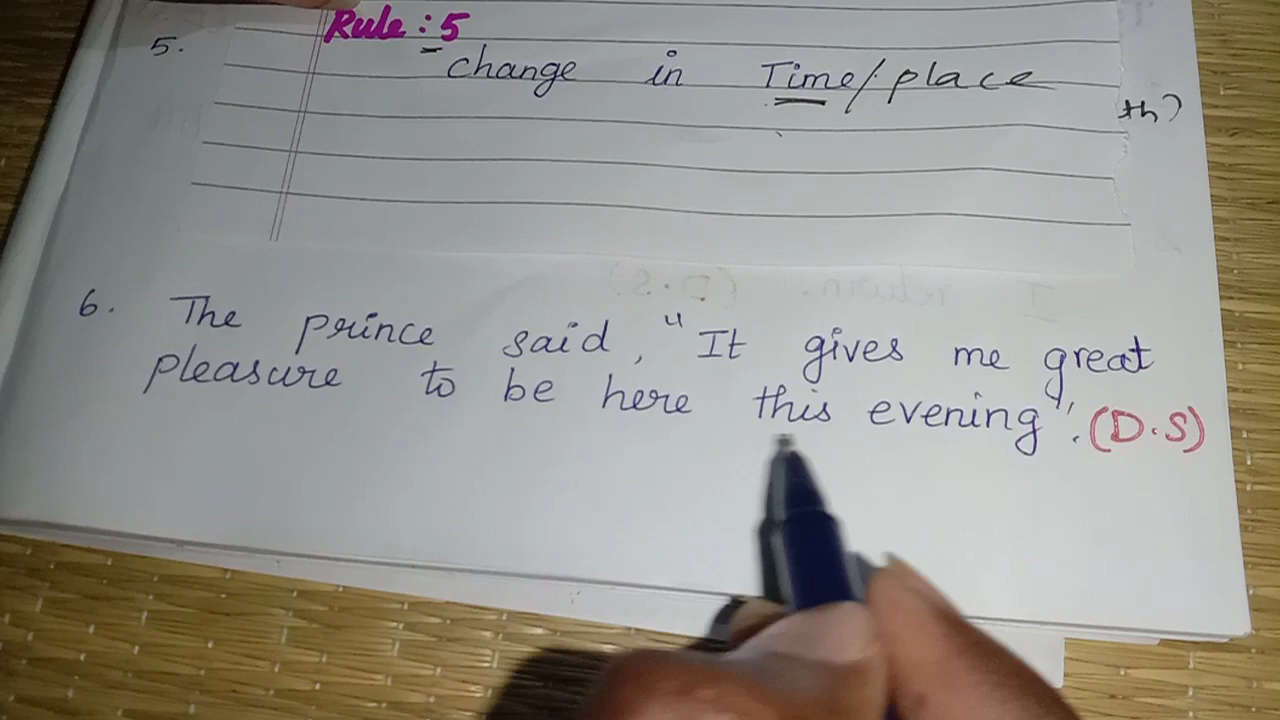 Rule : 5
5.
- change in Time/place
th)
6. The prince said, "It gives me great
pleasure to be here this evening". (D.S)